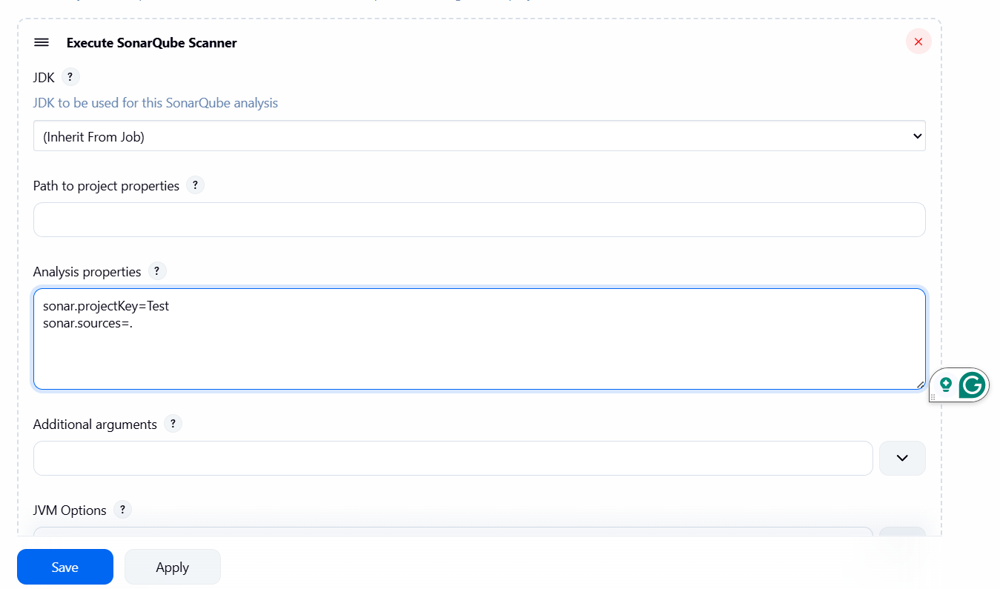 Execute SonarQube Scanner
JDK ?
JDK to be used for this SonarQube analysis
(Inherit From Job)
Path to project properties ?
Analysis properties ?
sonar.projectKey=Test
sonar.sources=.
Additional arguments ?
JVM Options ?
Save Apply